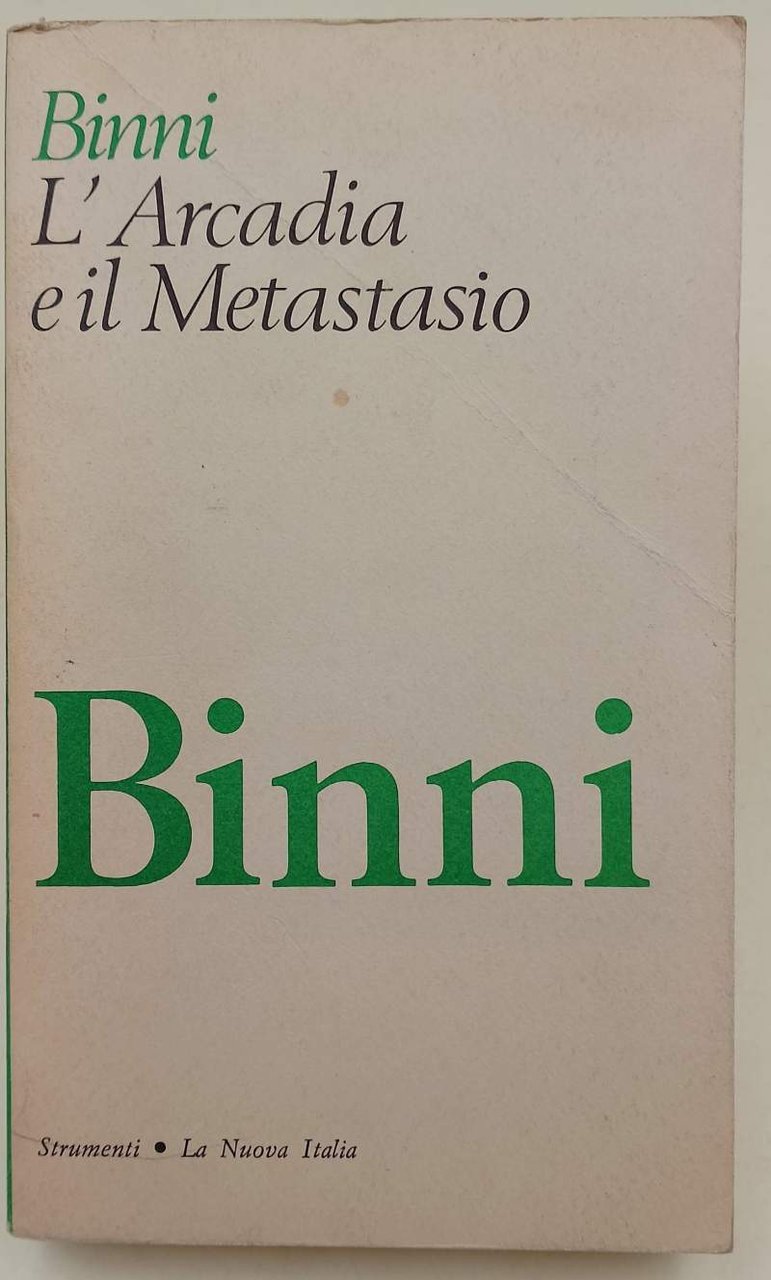 Binni
L' Arcadia
e il Metastasio
Binni
Strumenti • La Nuova Italia